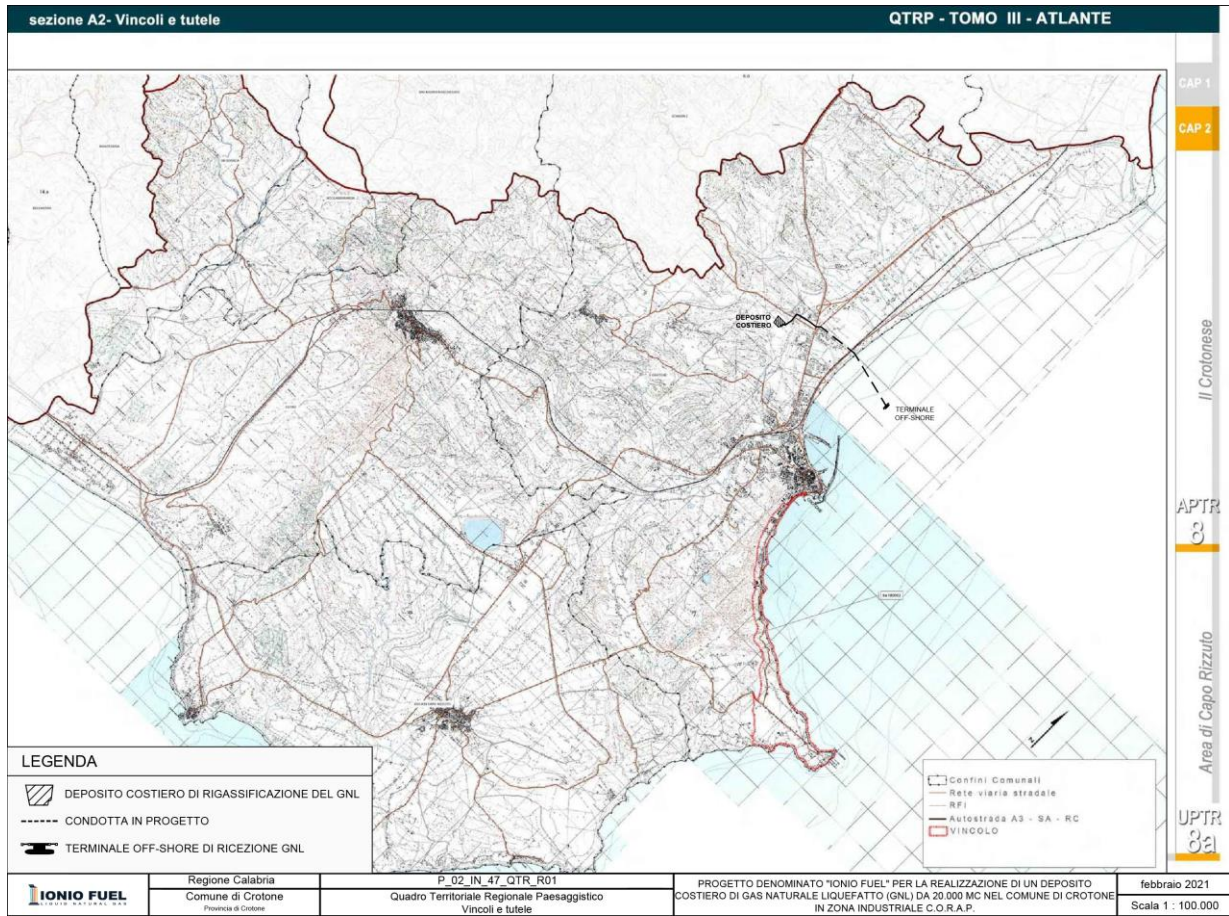 sezione A2- Vincoli e tutele
QTRP - TOMO III - ATLANTE
CAP 1
CAP 2
Il Crotonese
APTR
8
Area di Capo Rizzuto
UPTR
8a
DEPOSITO
COSTIERO
TERMINALE
OFF-SHORE
N
LEGENDA
DEPOSITO COSTIERO DI RIGASSIFICAZIONE DEL GNL
CONDOTTA IN PROGETTO
TERMINALE OFF-SHORE DI RICEZIONE GNL
Confini Comunali
Rete viaria stradale
RFI
Autostrada A3 - SA - RC
VINCOLO
IONIO FUEL
LIQUID NATURAL GAS
Regione Calabria
Comune di Crotone
Provincia di Crotone
P_02_IN_47_QTR_R01
Quadro Territoriale Regionale Paesaggistico
Vincoli e tutele
PROGETTO DENOMINATO "IONIO FUEL" PER LA REALIZZAZIONE DI UN DEPOSITO
COSTIERO DI GAS NATURALE LIQUEFATTO (GNL) DA 20.000 MC NEL COMUNE DI CROTONE
IN ZONA INDUSTRIALE C.O.R.A.P.
febbraio 2021
Scala 1 : 100.000